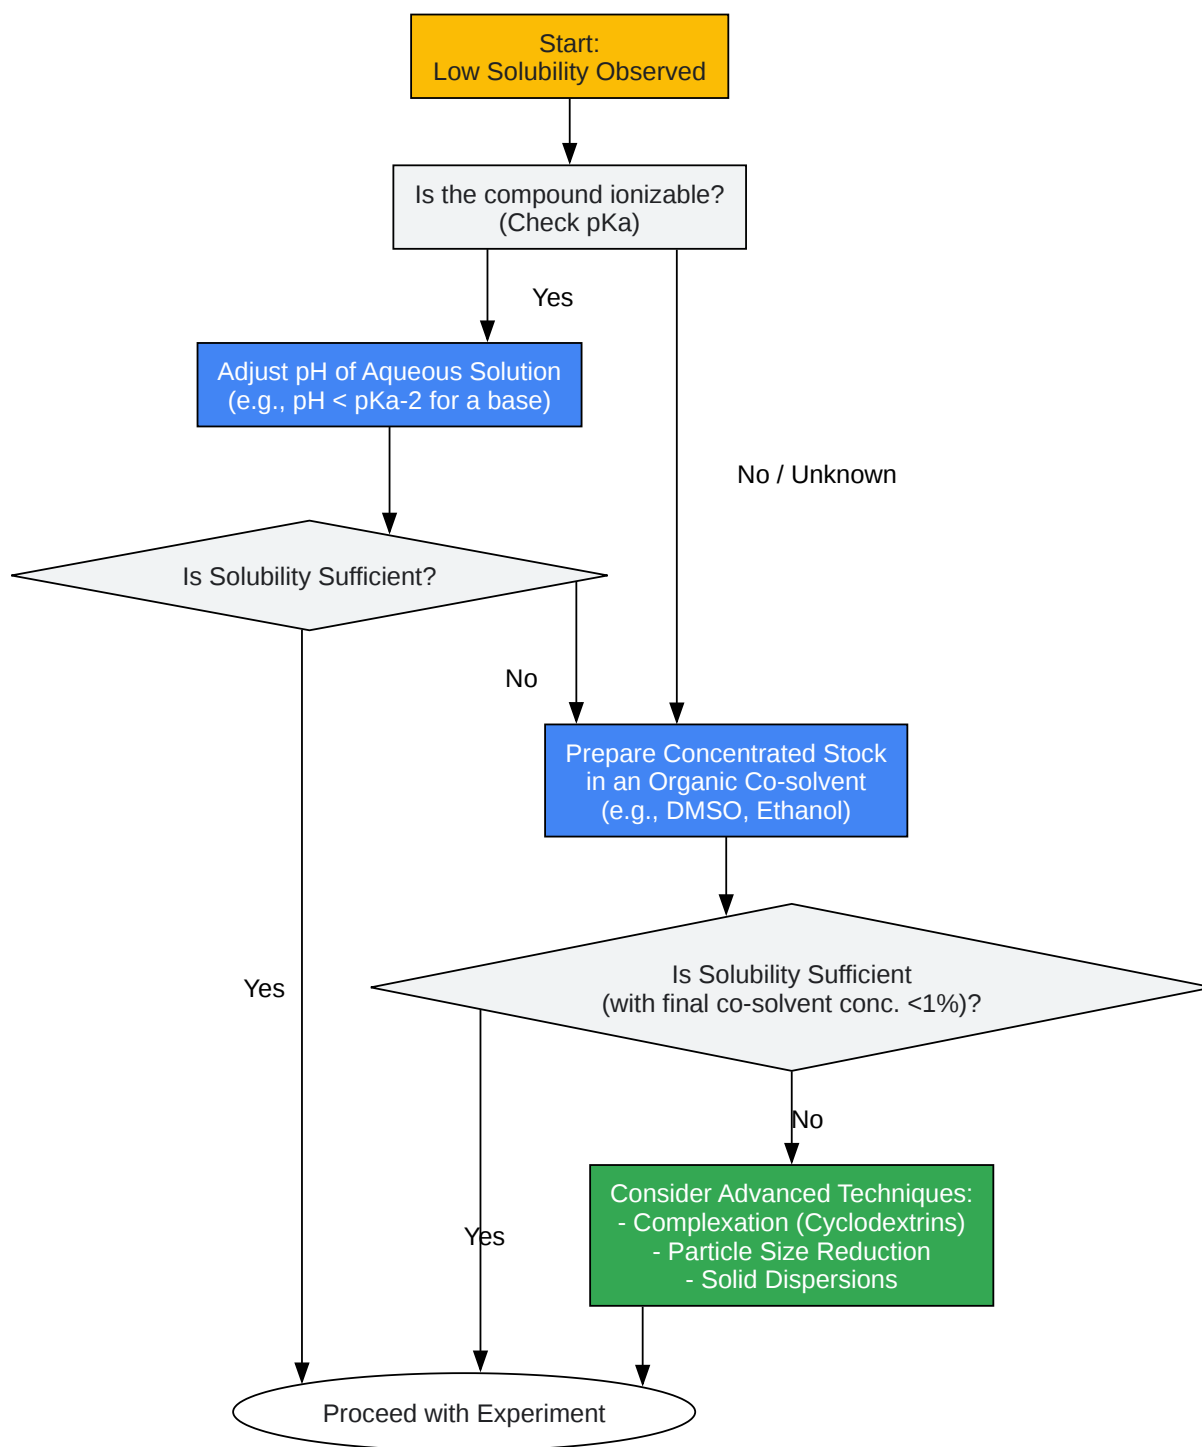 Start:
Low Solubility Observed
Is the compound ionizable?
(Check pKa)
Yes
Adjust pH of Aqueous Solution
(e.g., pH < pKa-2 for a base)
No / Unknown
Is Solubility Sufficient?
No
Prepare Concentrated Stock
in an Organic Co-solvent
(e.g., DMSO, Ethanol)
Yes
Is Solubility Sufficient
(with final co-solvent conc. <1%)?
No
Yes
Consider Advanced Techniques:
- Complexation (Cyclodextrins)
- Particle Size Reduction
- Solid Dispersions
Proceed with Experiment